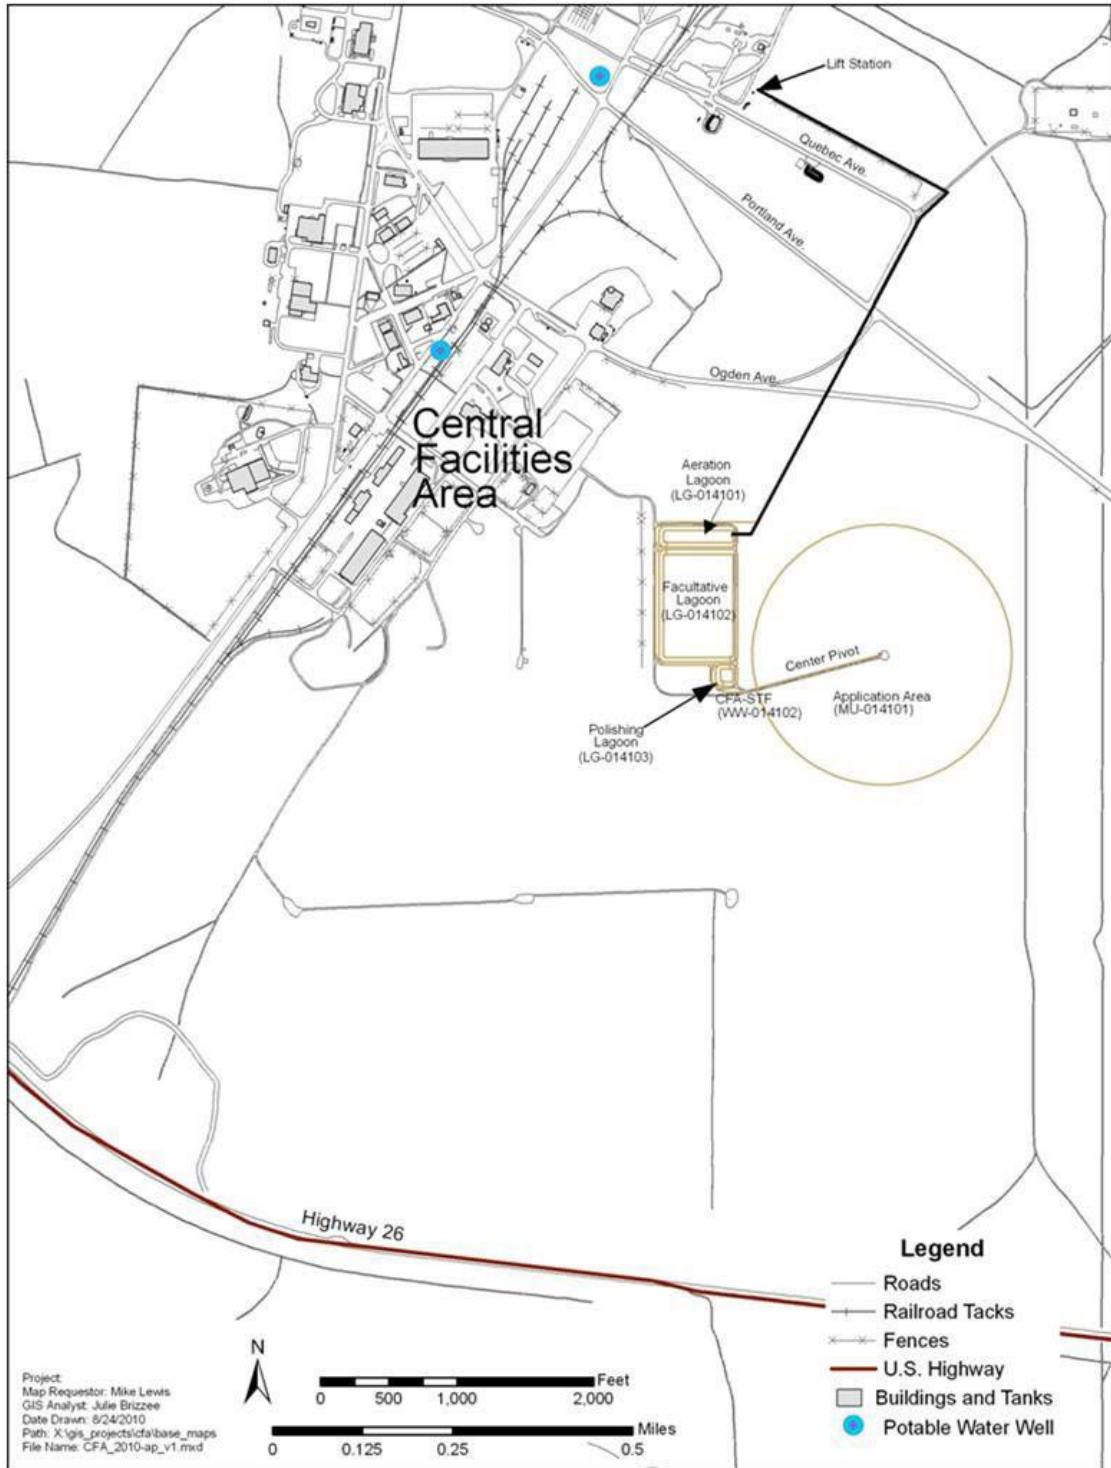 Lift Station
Quebec Ave.
Portland Ave.
Ogden Ave.
Central
Facilities
Area
Aeration
Lagoon
(LG-014101)
Facultative
Lagoon
(LG-014102)
Center Pivot
CFA-STF
(WW-014102)
Application Area
(MU-014101)
Polishing
Lagoon
(LG-014103)
Highway 26
Legend
Roads
Railroad Tacks
Fences
U.S. Highway
Buildings and Tanks
Potable Water Well
N
Feet
0 500 1,000 2,000
Miles
0 0.125 0.25 0.5
Project:
Map Requestor: Mike Lewis
GIS Analyst: Julie Brizzee
Date Drawn: 8/24/2010
Path: X:\gis_projects\cfa\base_maps
File Name: CFA_2010-ap_v1.mxd